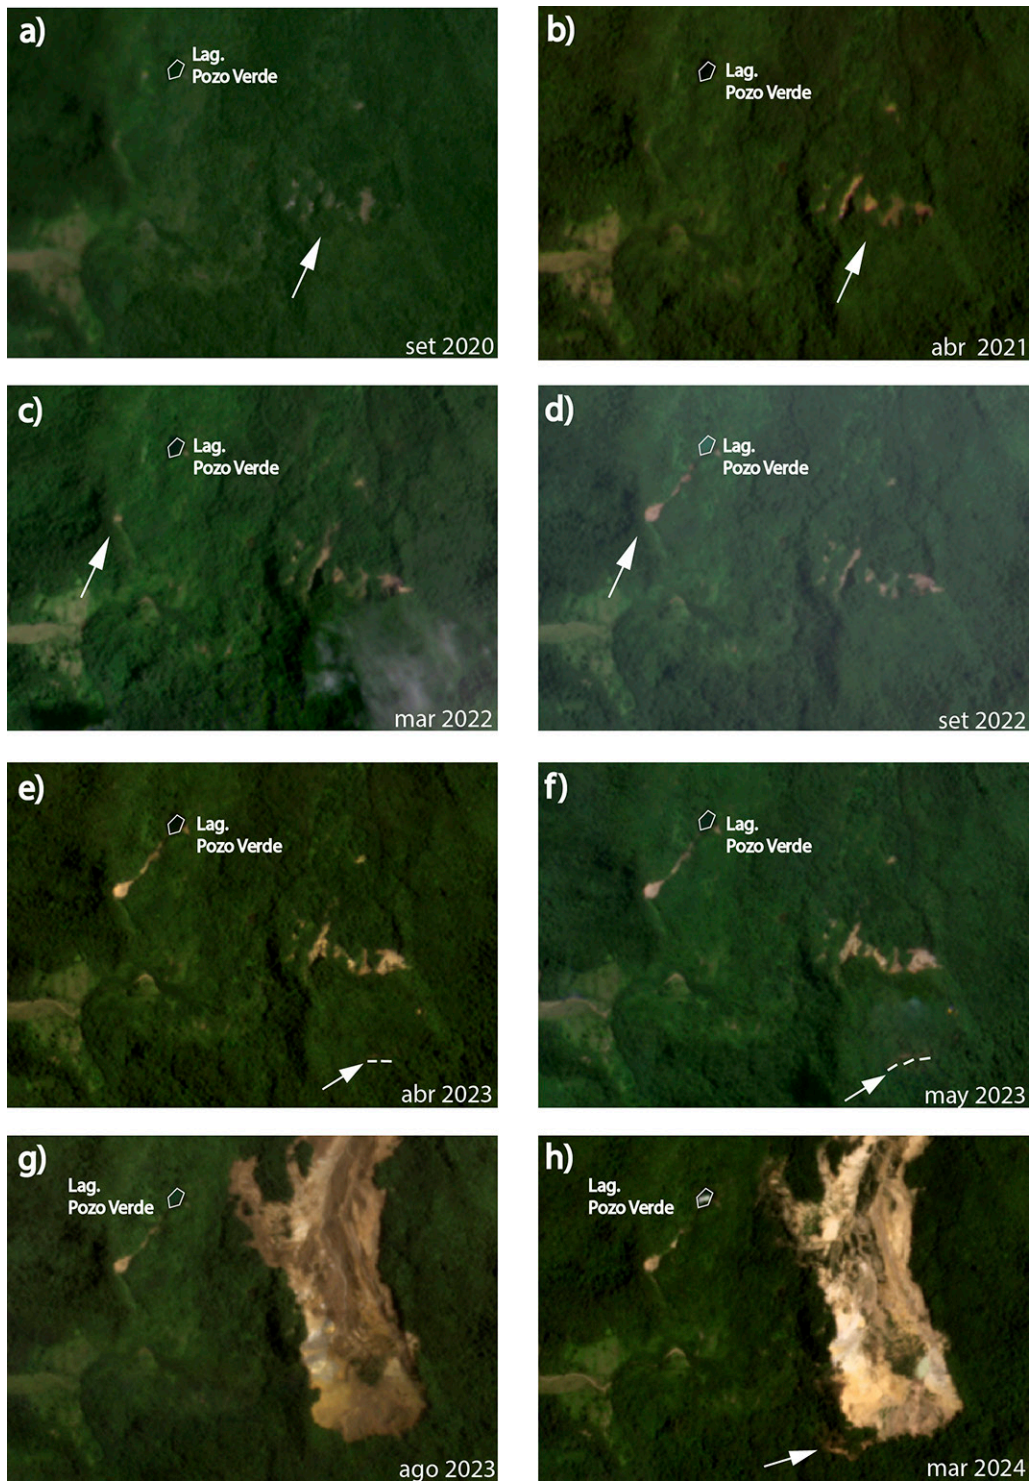 a)
Lag.
Pozo Verde
set 2020
b)
Lag.
Pozo Verde
abr 2021
c)
Lag.
Pozo Verde
mar 2022
d)
Lag.
Pozo Verde
set 2022
e)
Lag.
Pozo Verde
abr 2023
f)
Lag.
Pozo Verde
may 2023
g)
Lag.
Pozo Verde
ago 2023
h)
Lag.
Pozo Verde
mar 2024